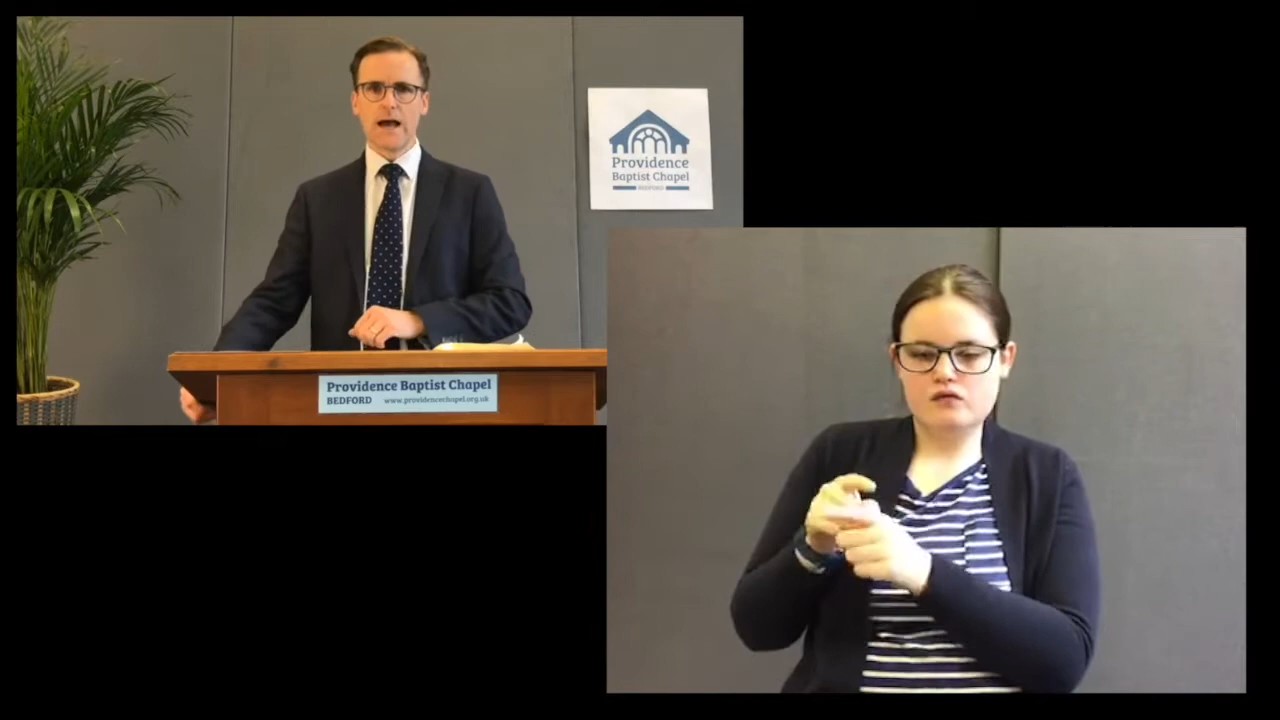 Providence
Baptist Chapel
BEDFORD
Providence Baptist Chapel
BEDFORD www.providencechapel.org.uk